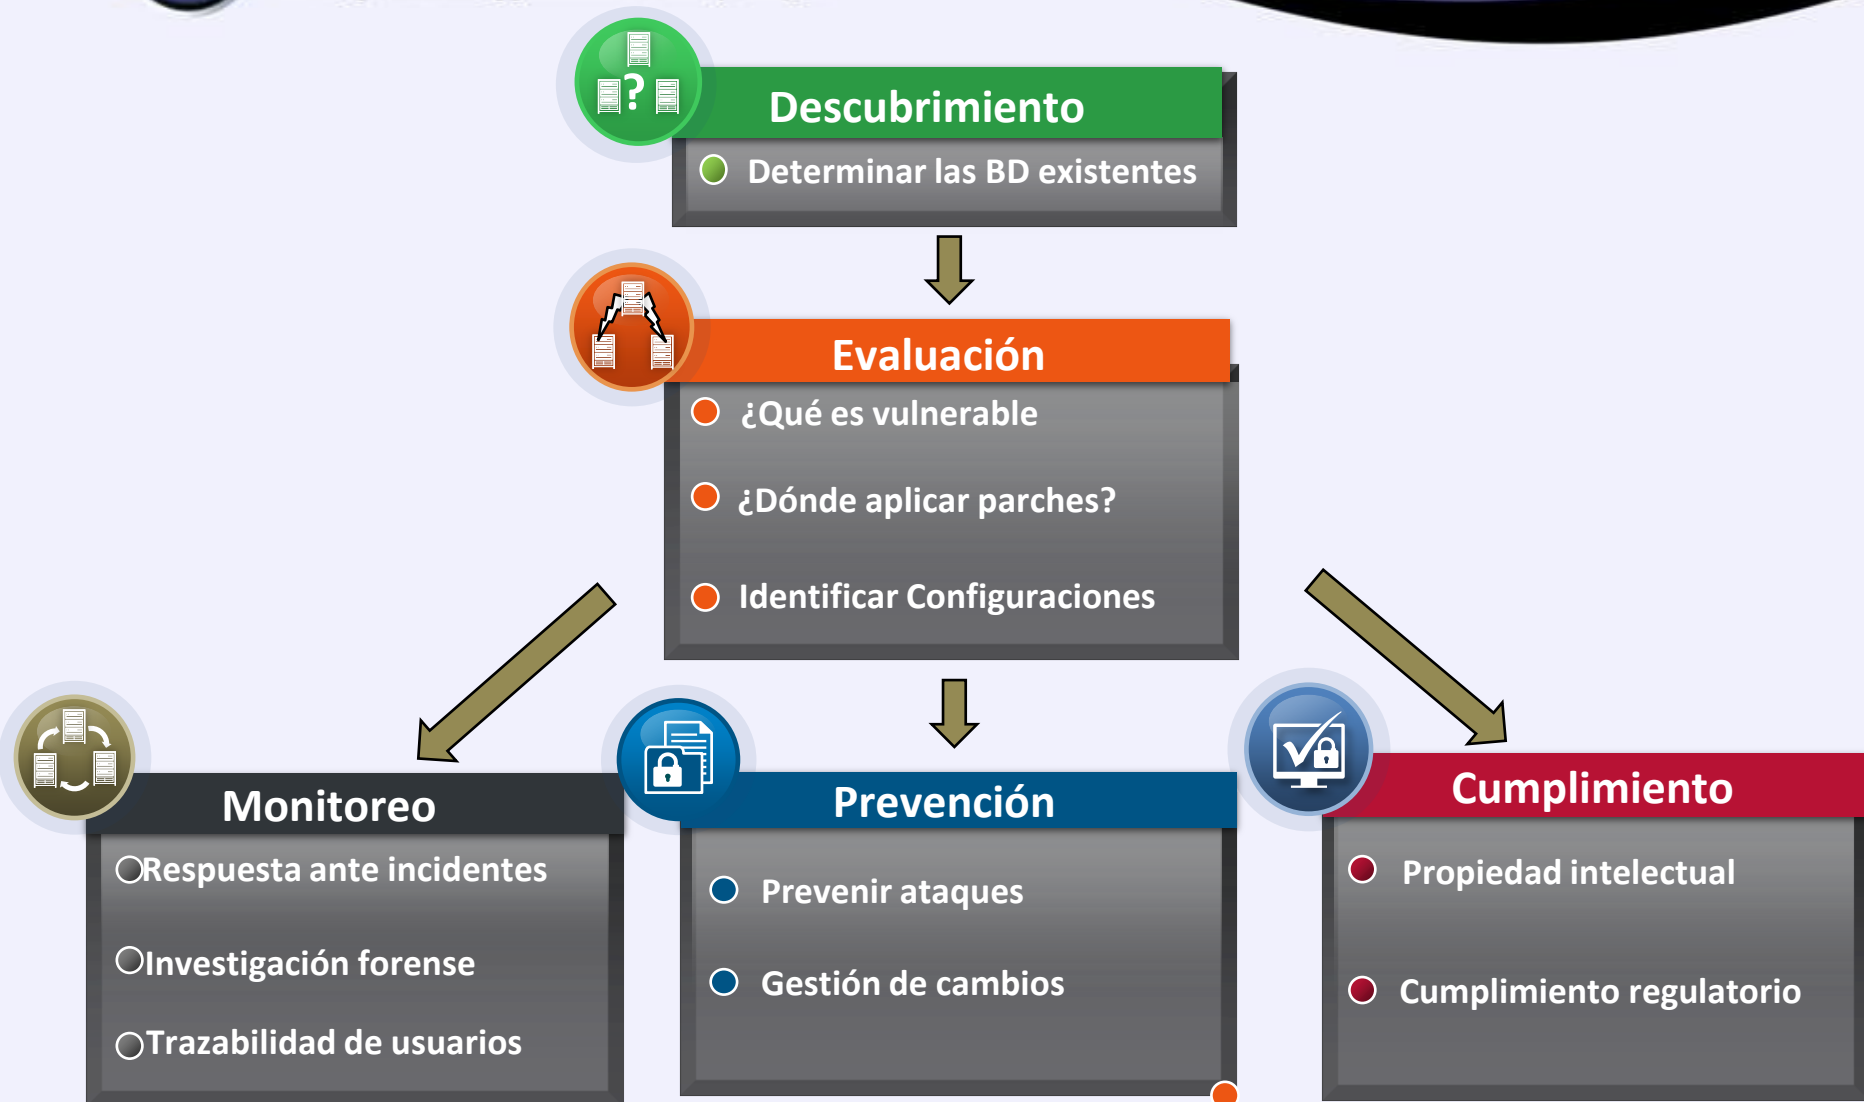 ?
Descubrimiento
Determinar las BD existentes
Evaluación
¿Qué es vulnerable
¿Dónde aplicar parches?
Identificar Configuraciones
Monitoreo
Respuesta ante incidentes
Investigación forense
Trazabilidad de usuarios
Prevención
Prevenir ataques
Gestión de cambios
Cumplimiento
Propiedad intelectual
Cumplimiento regulatorio